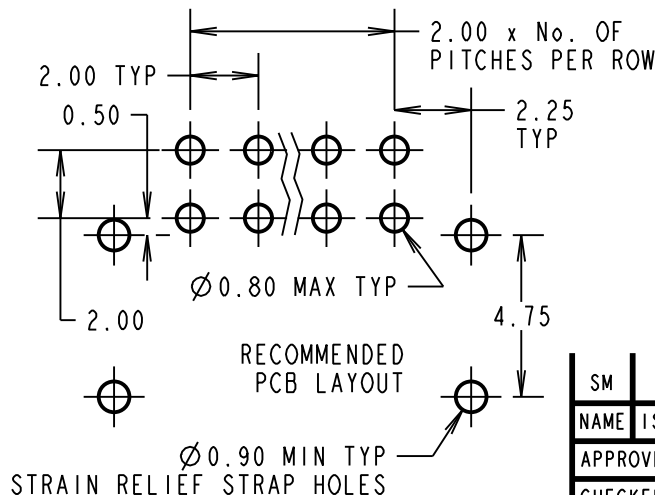 2.00 x No. OF
PITCHES PER ROW
2.00 TYP
0.50
2.25
TYP
Ø0.80 MAX TYP
2.00
4.75
RECOMMENDED
PCB LAYOUT
SM
NAME
Ø0.90 MIN TYP
STRAIN RELIEF STRAP HOLES